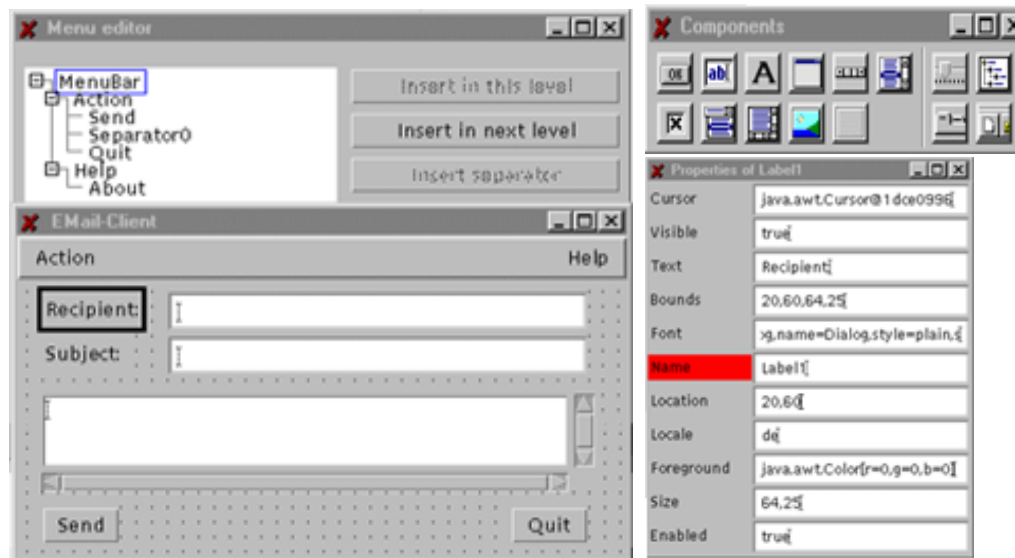 Menu editor
MenuBar
Action
Send
Separator0
Quit
Help
About
Insert in this level
Insert in next level
Insert separator
EMail-Client
Action Help
Recipient:
Subject:
Send Quit
Components
OK ab A
Properties of Label1
Cursor java.awt.Cursor@1dce0996
Visible true
Text Recipient:
Bounds 20,60,64,25
Font name=Dialog,style=plain,s
Name Label1
Location 20,60
Locale de
Foreground java.awt.Color[r=0,g=0,b=0]
Size 64,25
Enabled true